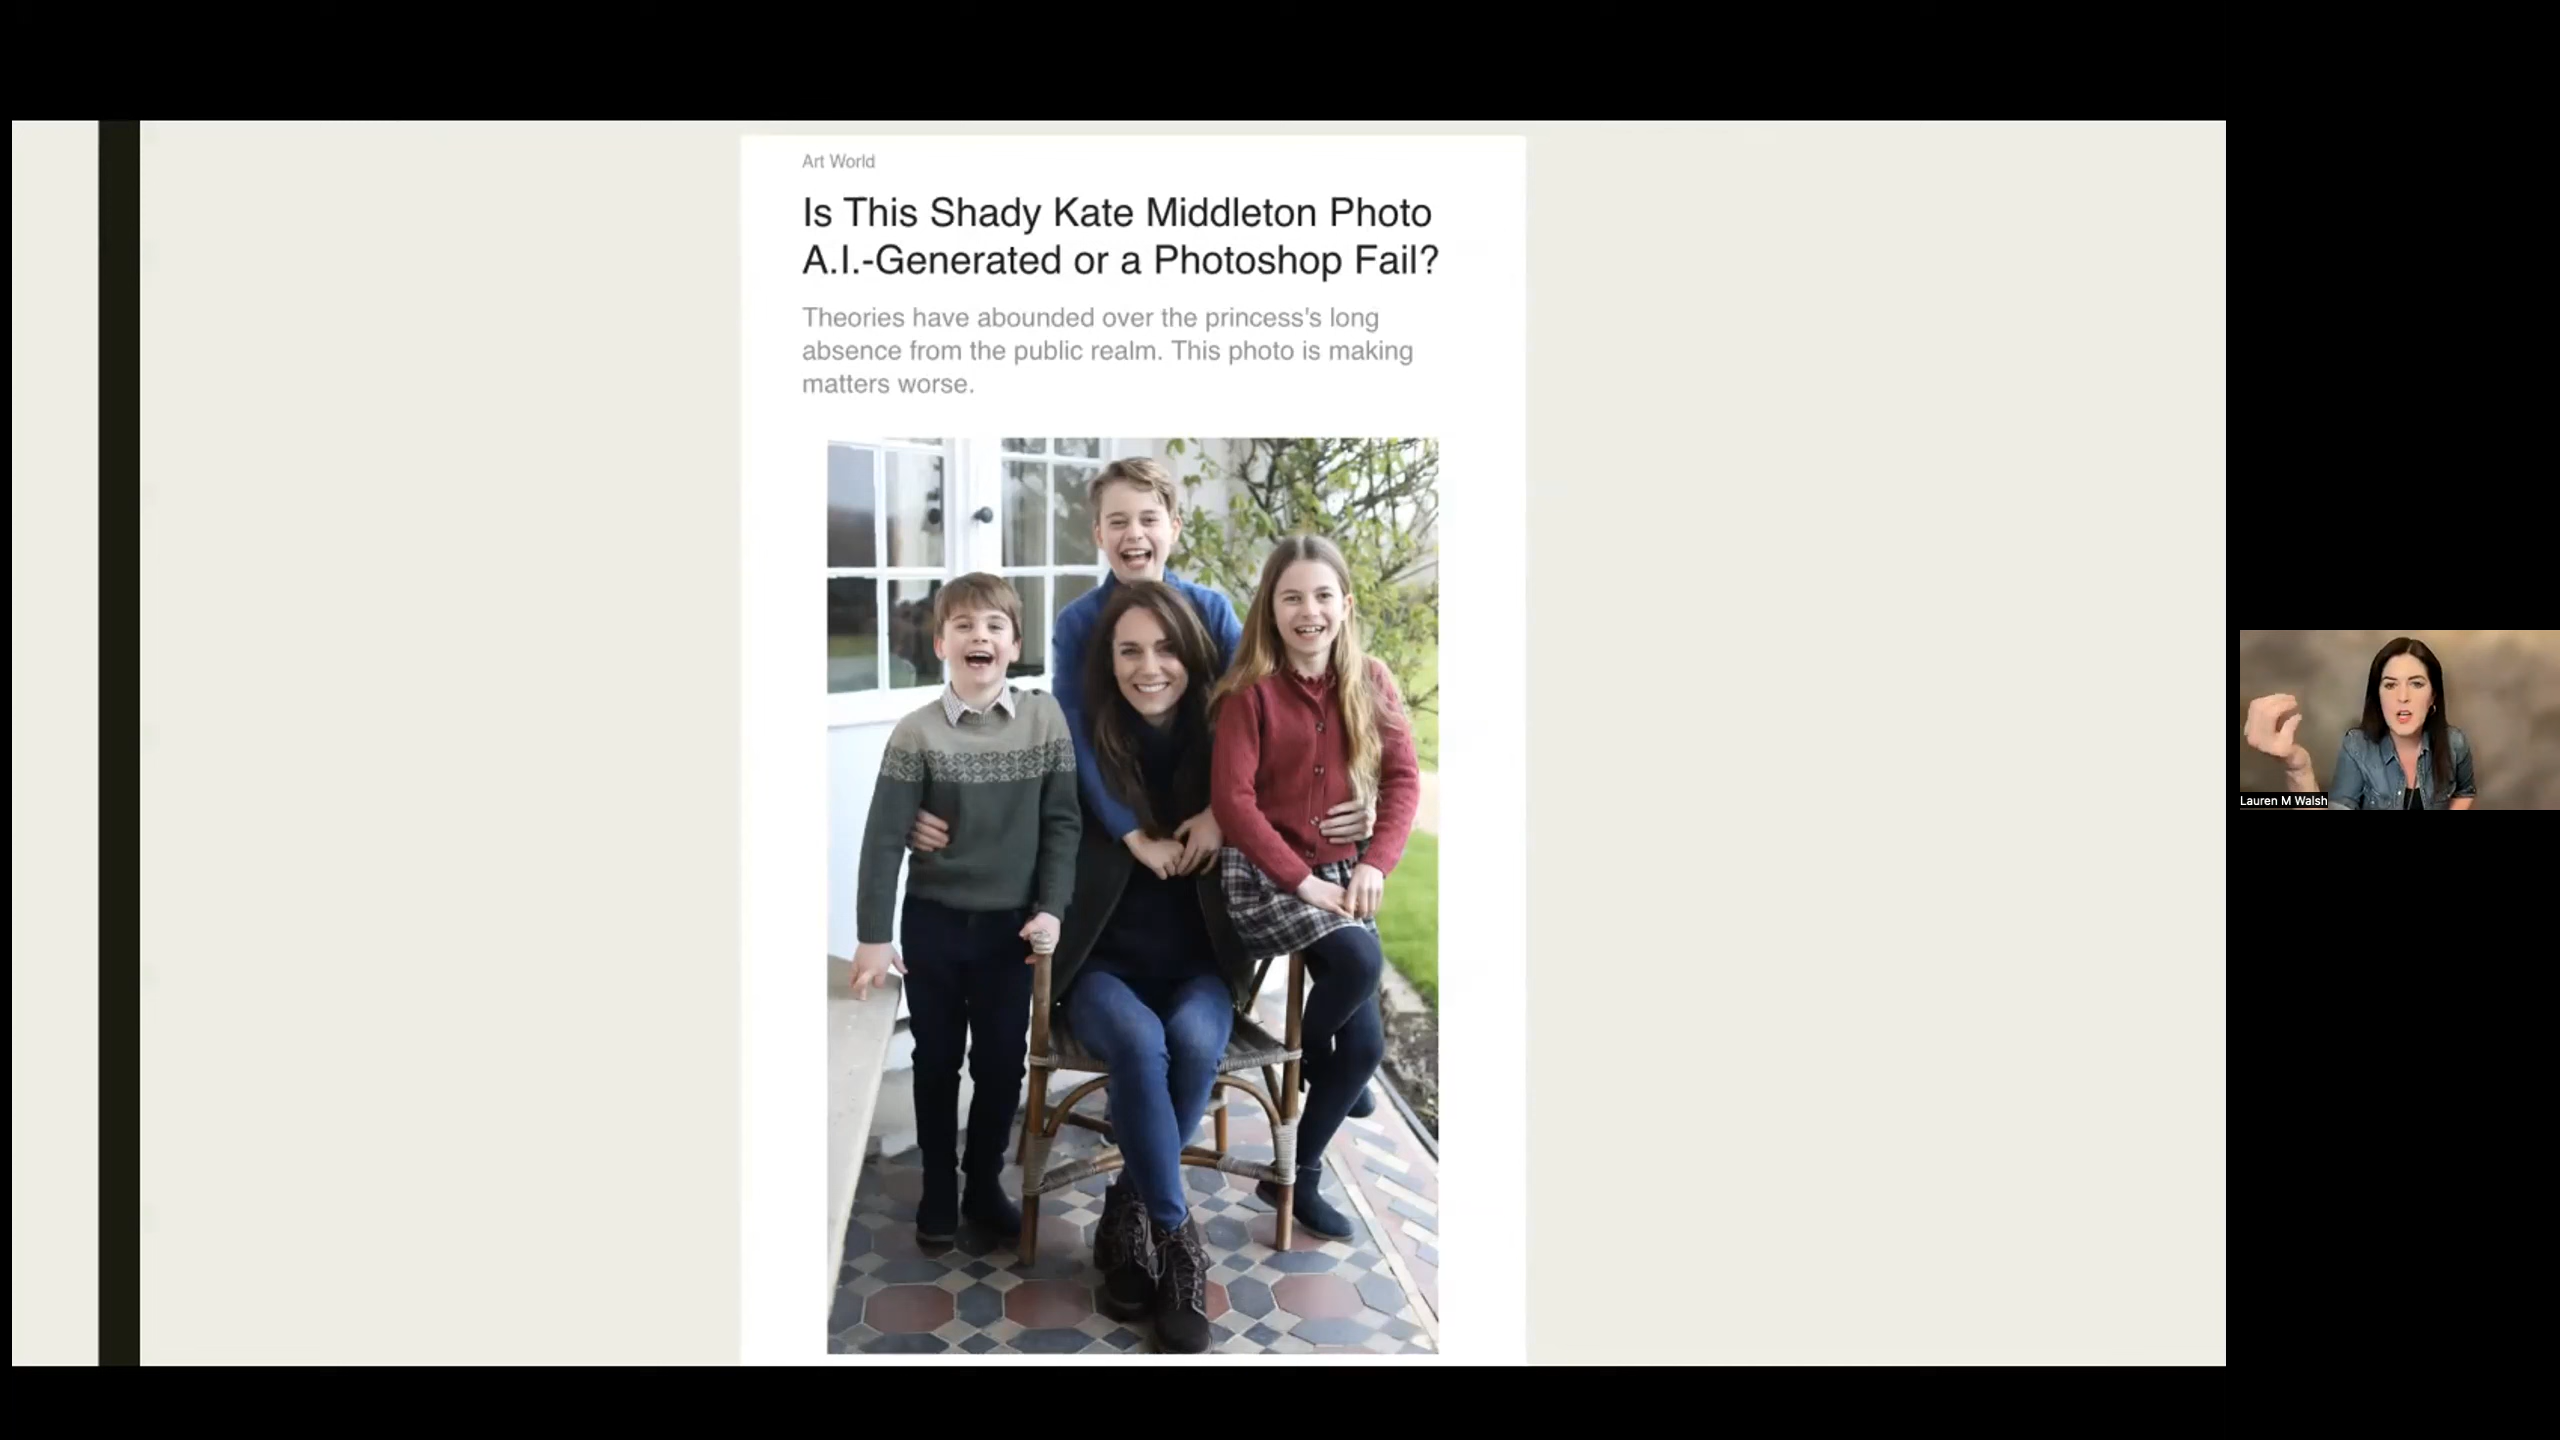 Art World
Is This Shady Kate Middleton Photo
A.I.-Generated or a Photoshop Fail?
Theories have abounded over the princess's long
absence from the public realm. This photo is making
matters worse.
Lauren M Walsh